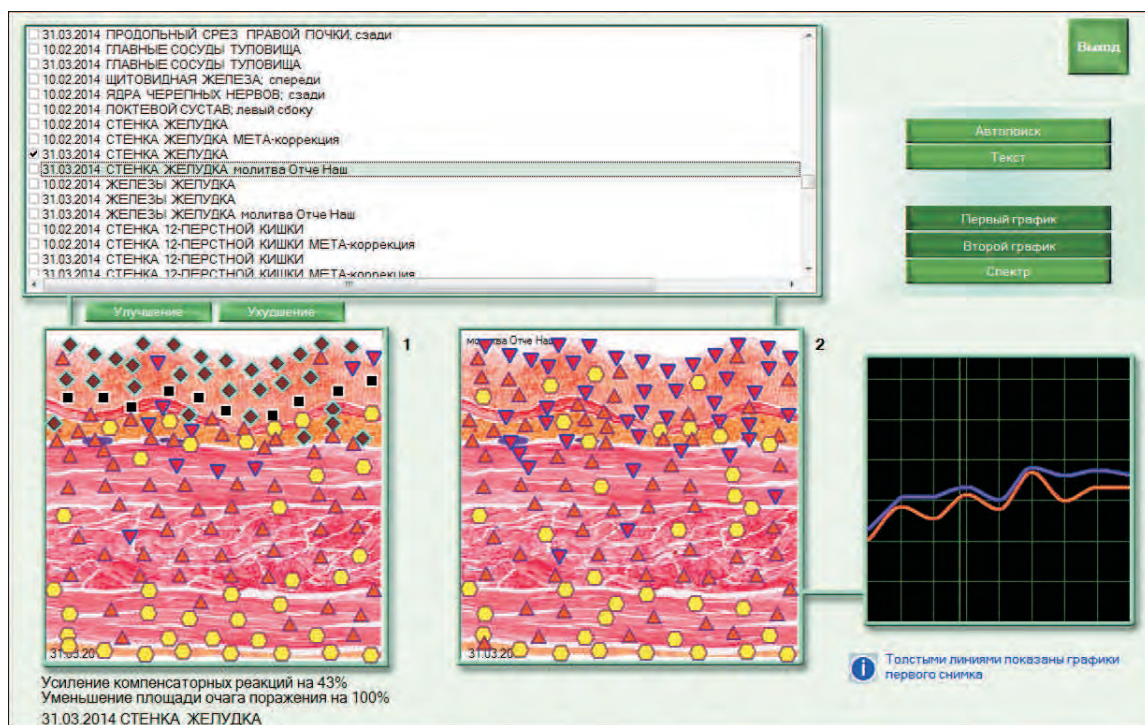 31.03.2014 ПРОДОЛЬНЫЙ СРЕЗ ПРАВОЙ ПОЧКИ, сзади
10.02.2014 ГЛАВНЫЕ СОСУДЫ ТУЛОВИЩА
31.03.2014 ГЛАВНЫЕ СОСУДЫ ТУЛОВИЩА
10.02.2014 ЩИТОВИДНАЯ ЖЕЛЕЗА; спереди
10.02.2014 ЯДРА ЧЕРЕПНЫХ НЕРВОВ; сзади
10.02.2014 ЛОКТЕВОЙ СУСТАВ; левый сбоку
10.02.2014 СТЕНКА ЖЕЛУДКА
10.02.2014 СТЕНКА ЖЕЛУДКА МЕТА-коррекция
31.03.2014 СТЕНКА ЖЕЛУДКА
31.03.2014 СТЕНКА ЖЕЛУДКА молитва Отче Наш
10.02.2014 ЖЕЛЕЗЫ ЖЕЛУДКА
31.03.2014 ЖЕЛЕЗЫ ЖЕЛУДКА
31.03.2014 ЖЕЛЕЗЫ ЖЕЛУДКА молитва Отче Наш
10.02.2014 СТЕНКА 12-ПЕРСТНОЙ КИШКИ
10.02.2014 СТЕНКА 12-ПЕРСТНОЙ КИШКИ МЕТА-коррекция
31.03.2014 СТЕНКА 12-ПЕРСТНОЙ КИШКИ
31.03.2014 СТЕНКА 12-ПЕРСТНОЙ КИШКИ МЕТА-коррекция
Выход
Автопоиск
Текст
Первый график
Второй график
Спектр
Улучшение
Ухудшение
1
молитва Отче Наш
2
31.03.20
31.03.20
Толстыми линиями показаны графики
первого снимка
Усиление компенсаторных реакций на 43%
Уменьшение площади очага поражения на 100%
31.03.2014 СТЕНКА ЖЕЛУДКА